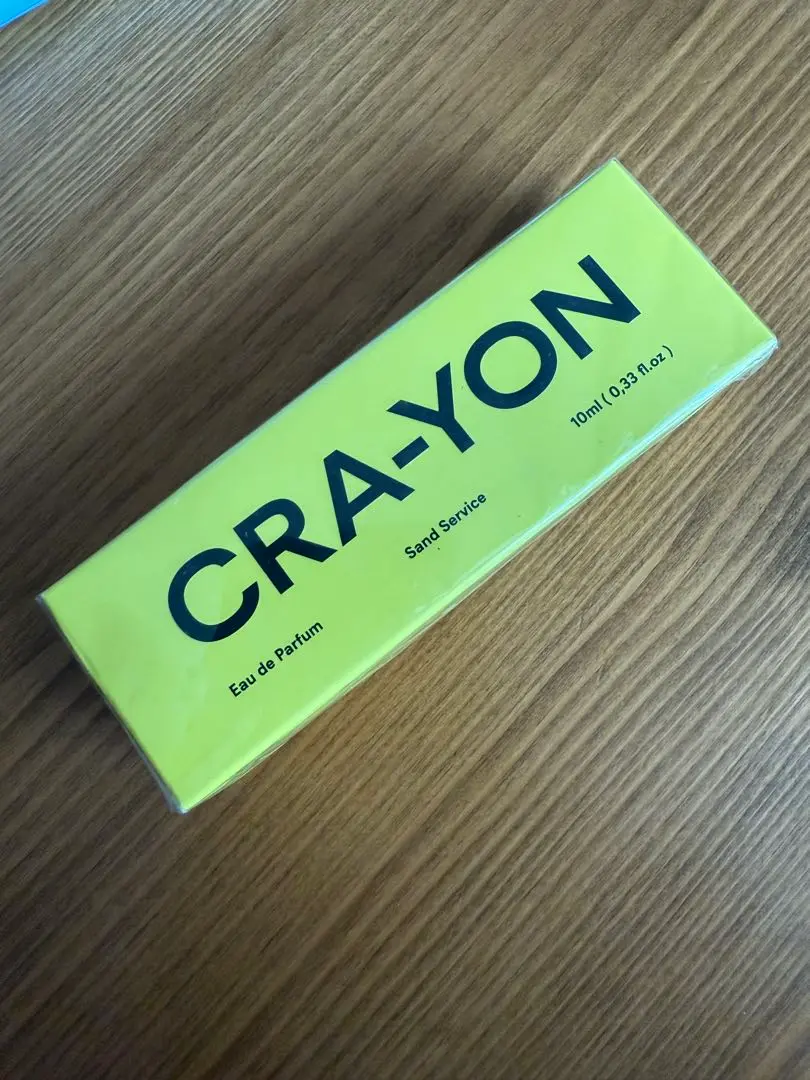 CRA-YON
Eau de Parfum
Sand Service
10ml ( 0,33 fl.oz )